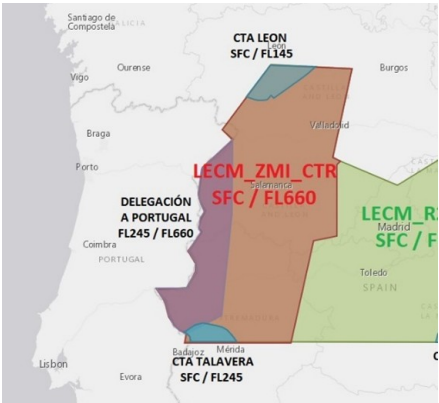 Santiago de
Compostela
CTA LEON
SFC / FL145
León
Ourense
Burgos
Vigo
Valladolid
Braga
LECM_ZMI_CTR
SFC / FL660
Porto
Salamanca
DELEGACIÓN
A PORTUGAL
FL245 / FL660
LECM_R
Madrid
SFC / F
Coimbra
PORTUGAL
Toledo
SPAIN
Badajoz
Mérida
CTA TALAVERA
SFC / FL245
Lisbon
Evora
C